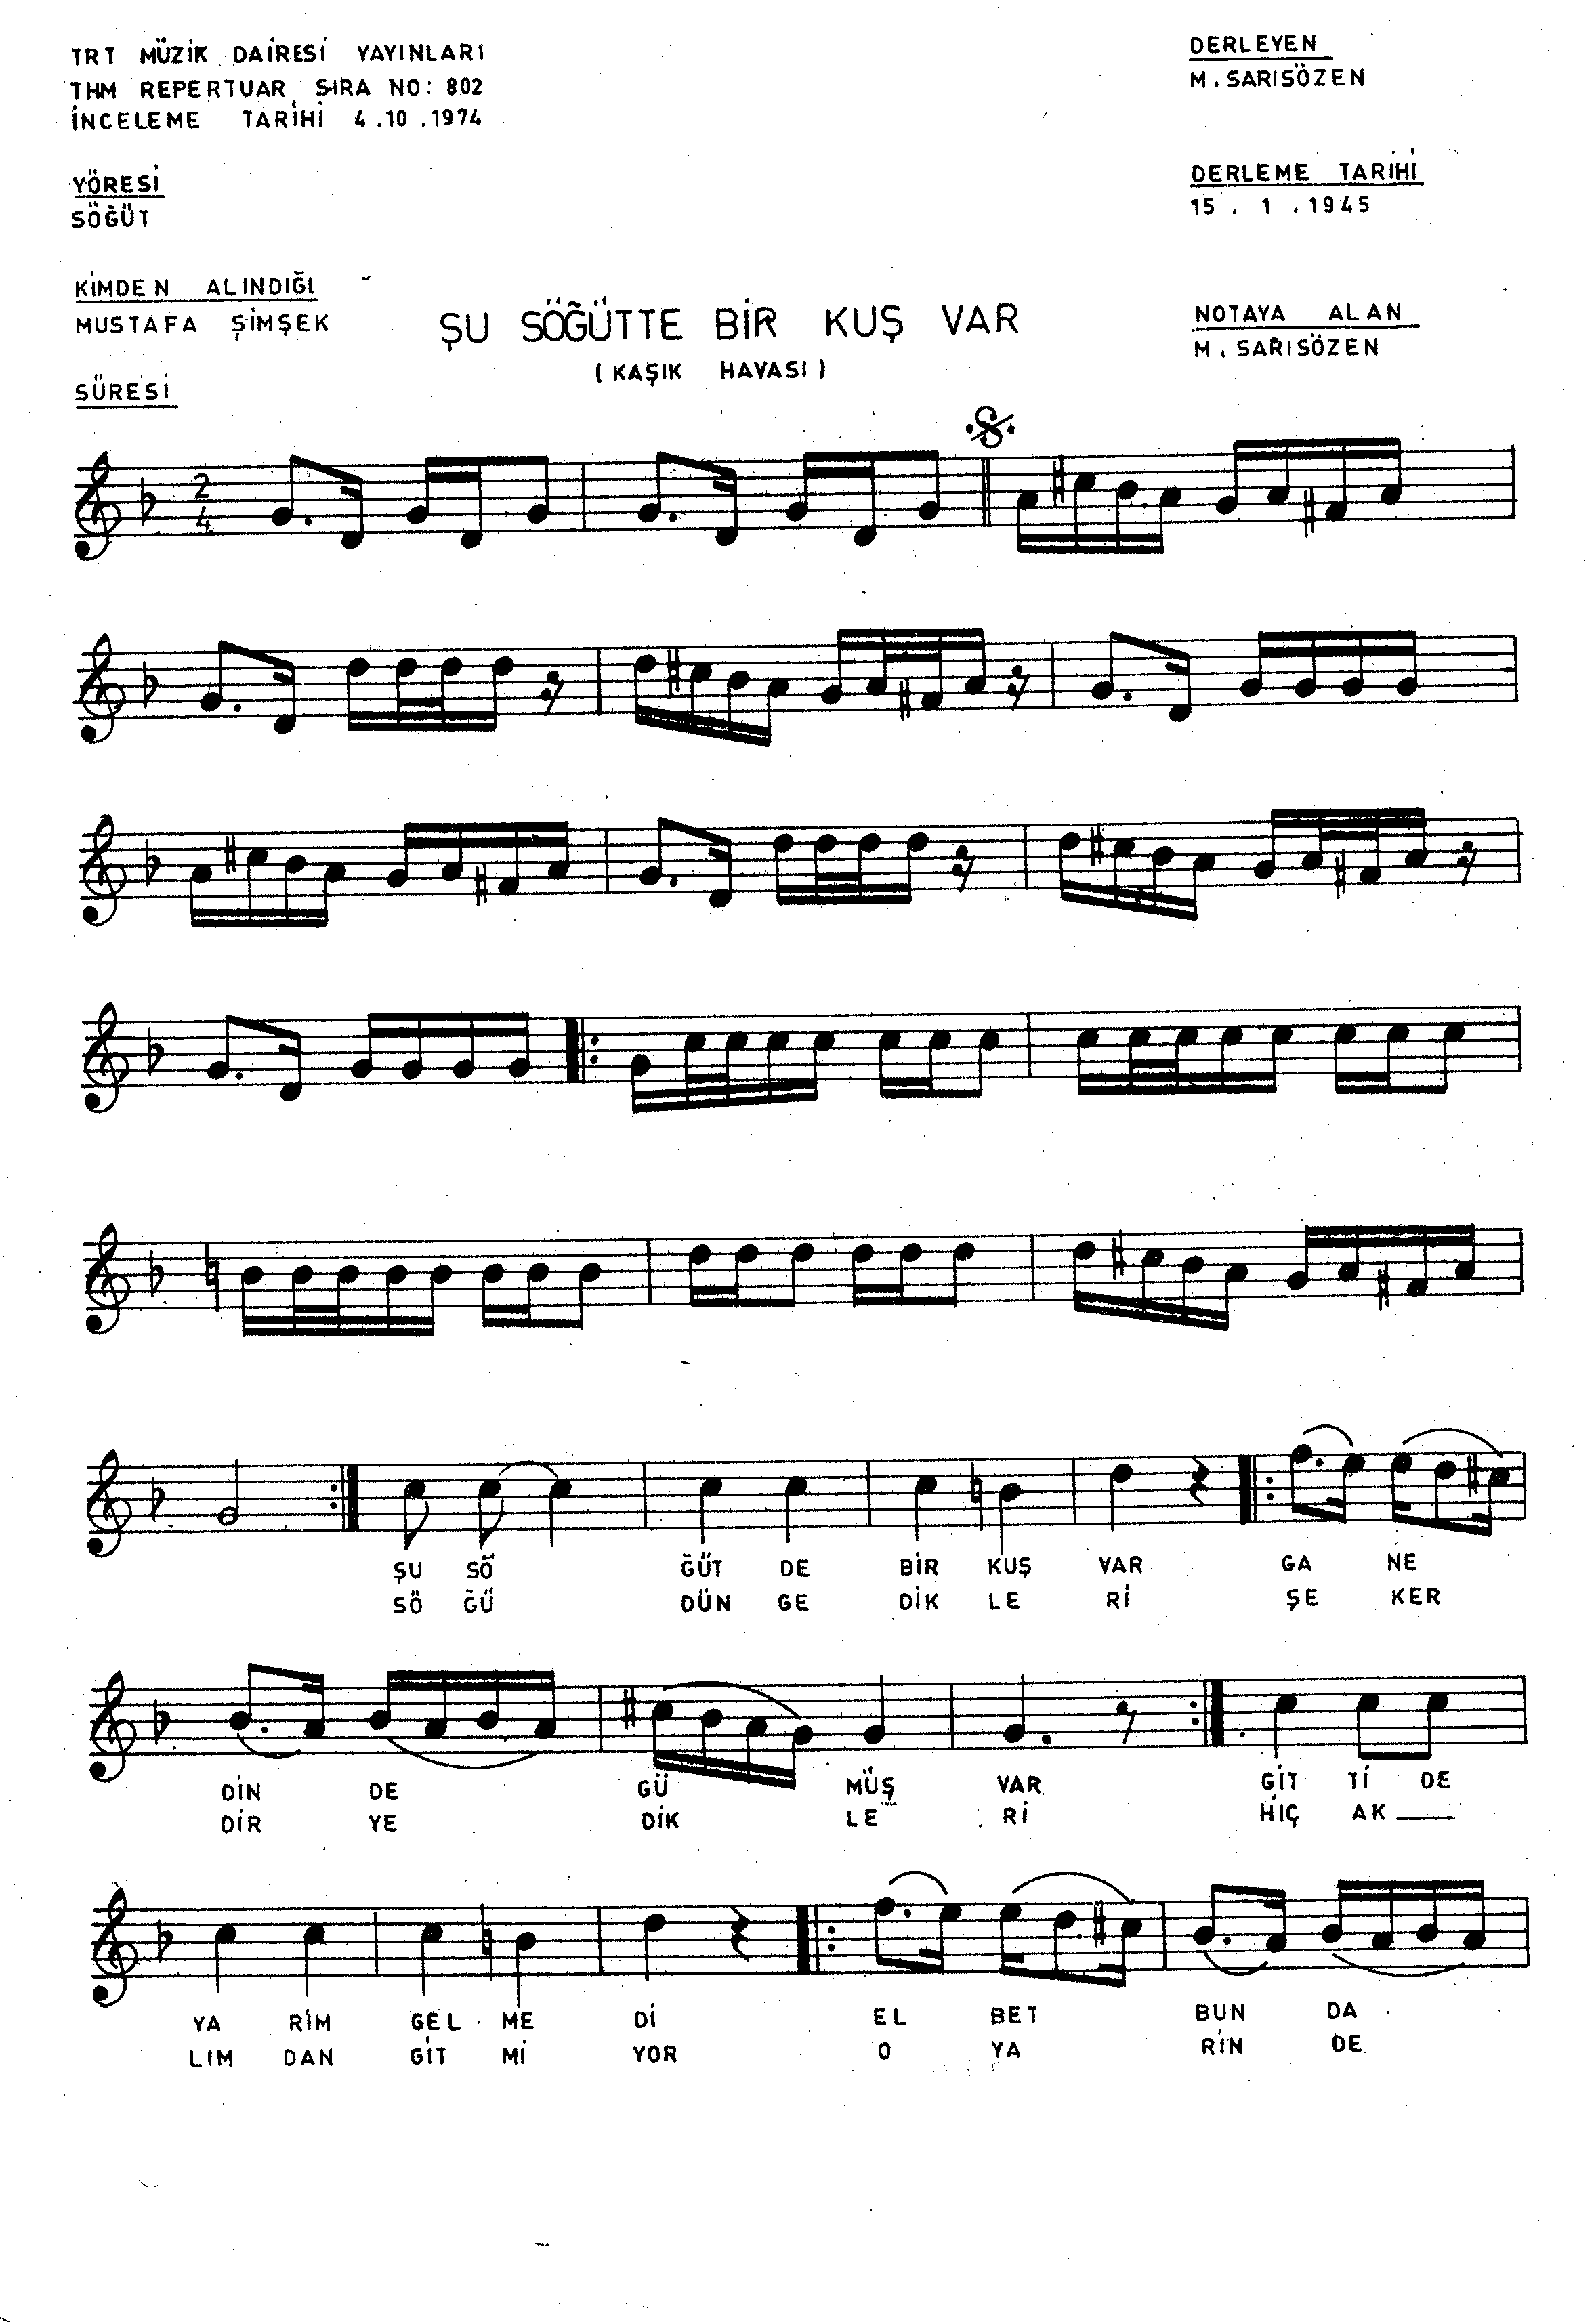 TRT MÜZİK DAİRESİ YAYINLARI
THM REPERTUAR SIRA NO: 802
İNCELEME TARİHİ 4.10.1974
YÖRESİ
SÖĞÜT
KİMDEN ALINDIĞI
MUSTAFA ŞİMŞEK
SÜRESİ
DERLEYEN
M. SARISÖZEN
DERLEME TARİHİ
15.1.1945
NOTAYA ALAN
M. SARISÖZEN
ŞU SÖĞÜTTE BİR KUŞ VAR
(KAŞIK HAVASI)
2
4
ŞU SÖ ĞÜT DE BİR KUŞ VAR GA NE
SÖ ĞÜ DÜN GE DİK LE Rİ ŞE KER
DİN DE GÜ MÜŞ VAR GİT Tİ DE
DİR YE DİK LE Rİ HİÇ AK
YA RİM GEL ME Dİ EL BET BUN DA
LIM DAN GİT Mİ YOR O YA RİN DE